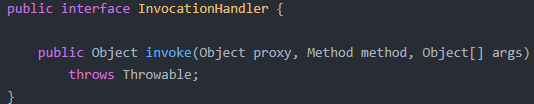 public interface InvocationHandler {
    public Object invoke(Object proxy, Method method, Object[] args)
        throws Throwable;
}